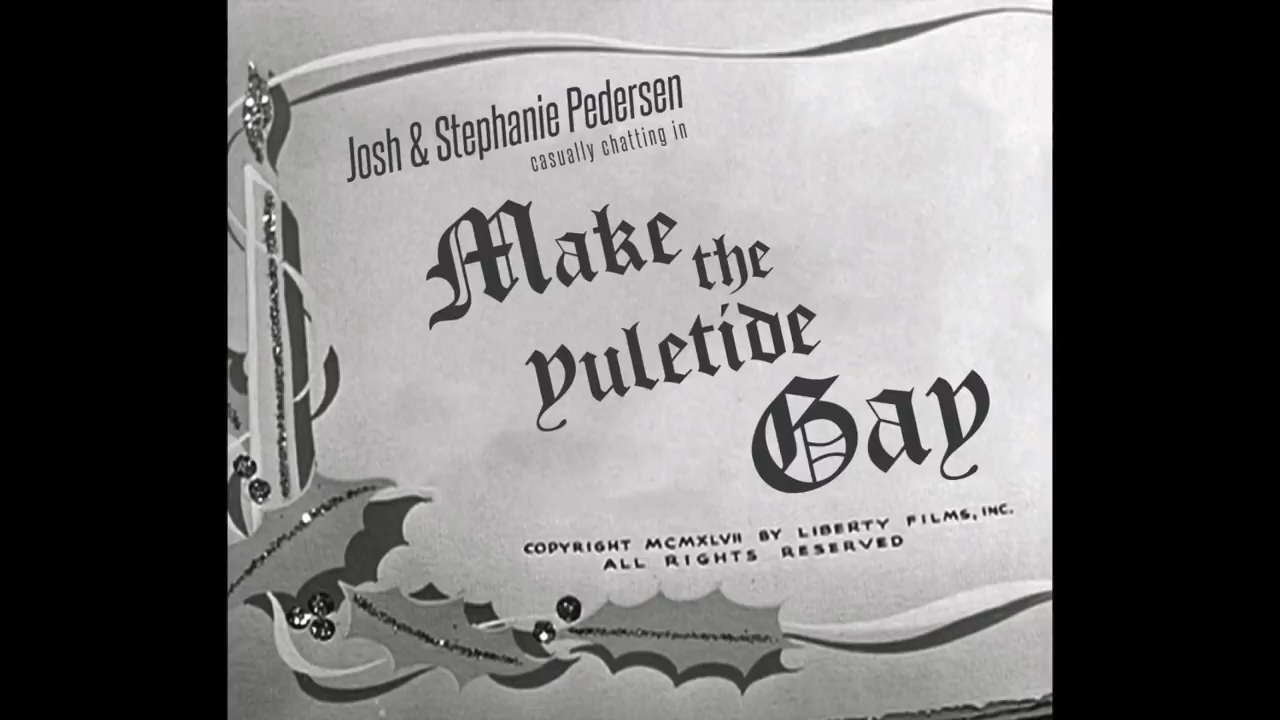 Josh & Stephanie Pedersen
casually chatting in
Make the
yuletide
Gay
COPYRIGHT MCMXLVII BY LIBERTY FILMS, INC.
ALL RIGHTS RESERVED